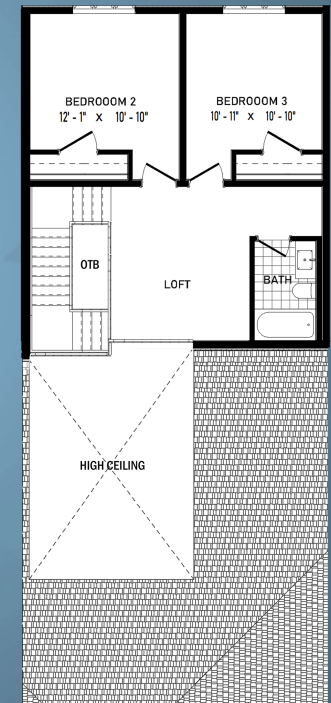 BEDROOOM 2
12' - 1" X 10' - 10"
BEDROOOM 3
10' - 11" X 10' - 10"
OTB
LOFT
BATH
HIGH CEILING